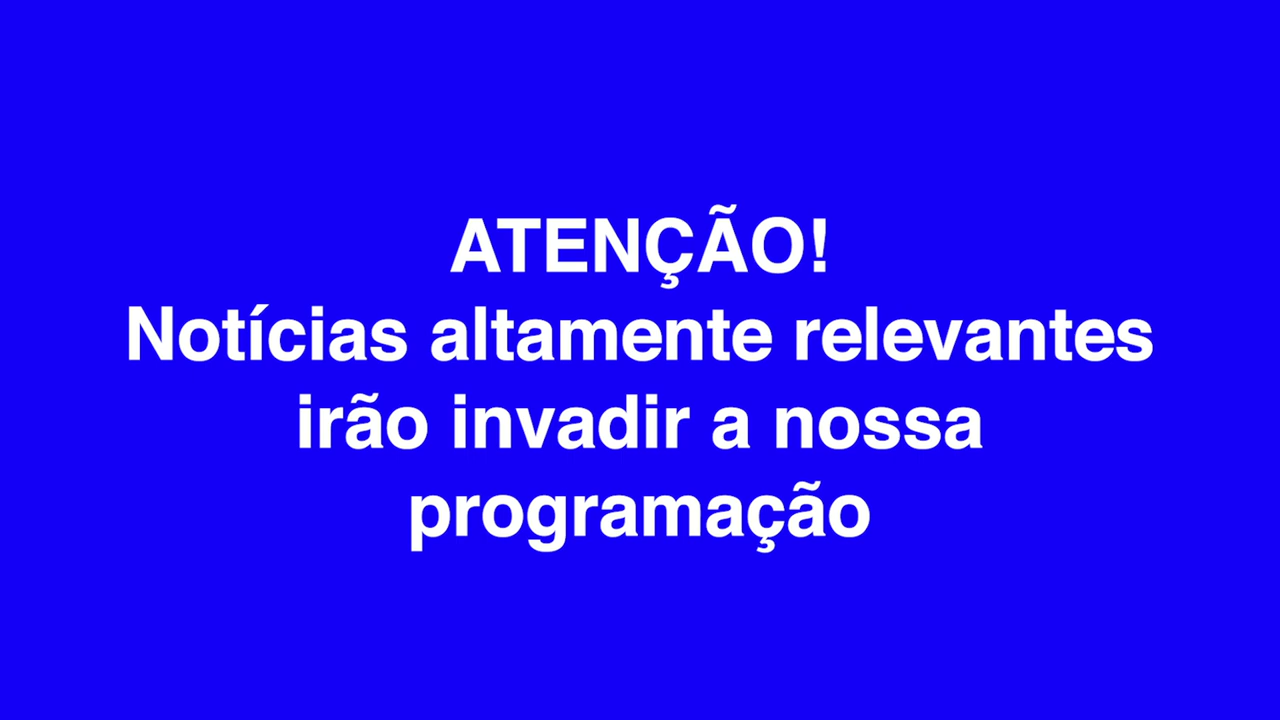 ATENÇÃO!
Notícias altamente relevantes
irão invadir a nossa
programação